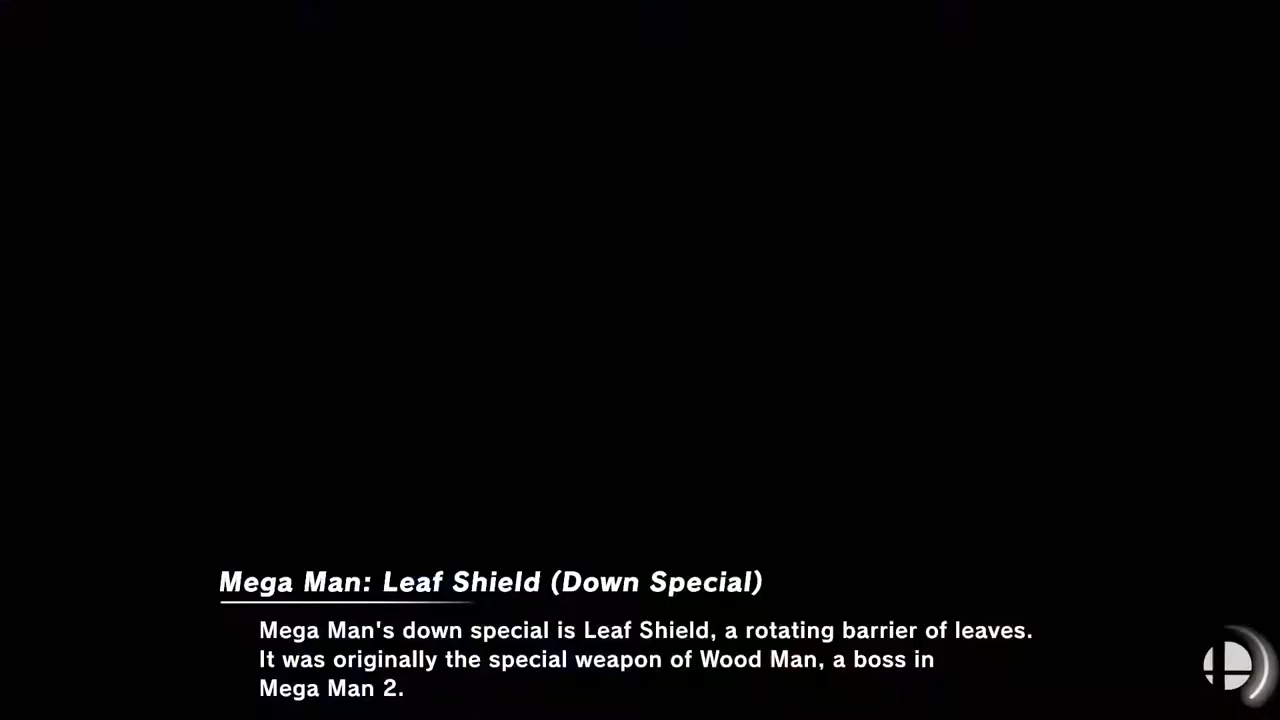 Mega Man: Leaf Shield (Down Special)
Mega Man's down special is Leaf Shield, a rotating barrier of leaves.
It was originally the special weapon of Wood Man, a boss in
Mega Man 2.